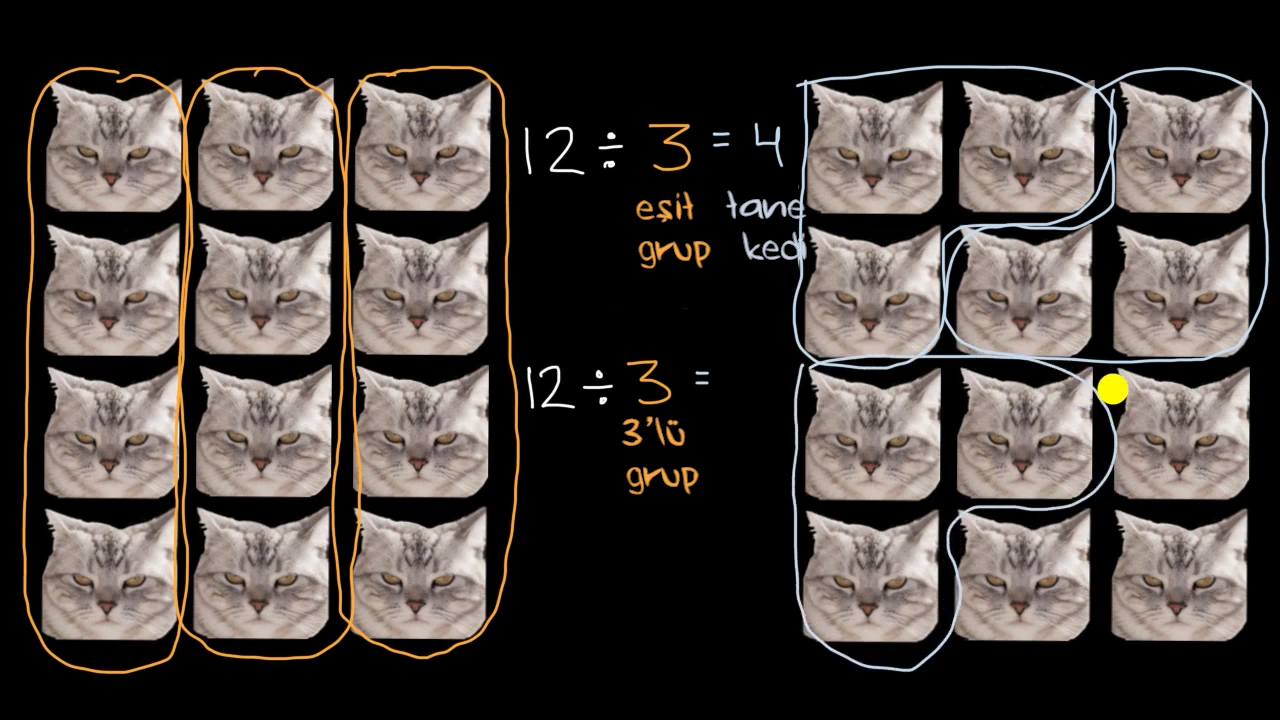 12 ÷ 3 = 4
eşit tane
grup kedi
12 ÷ 3 =
3'lü
grup